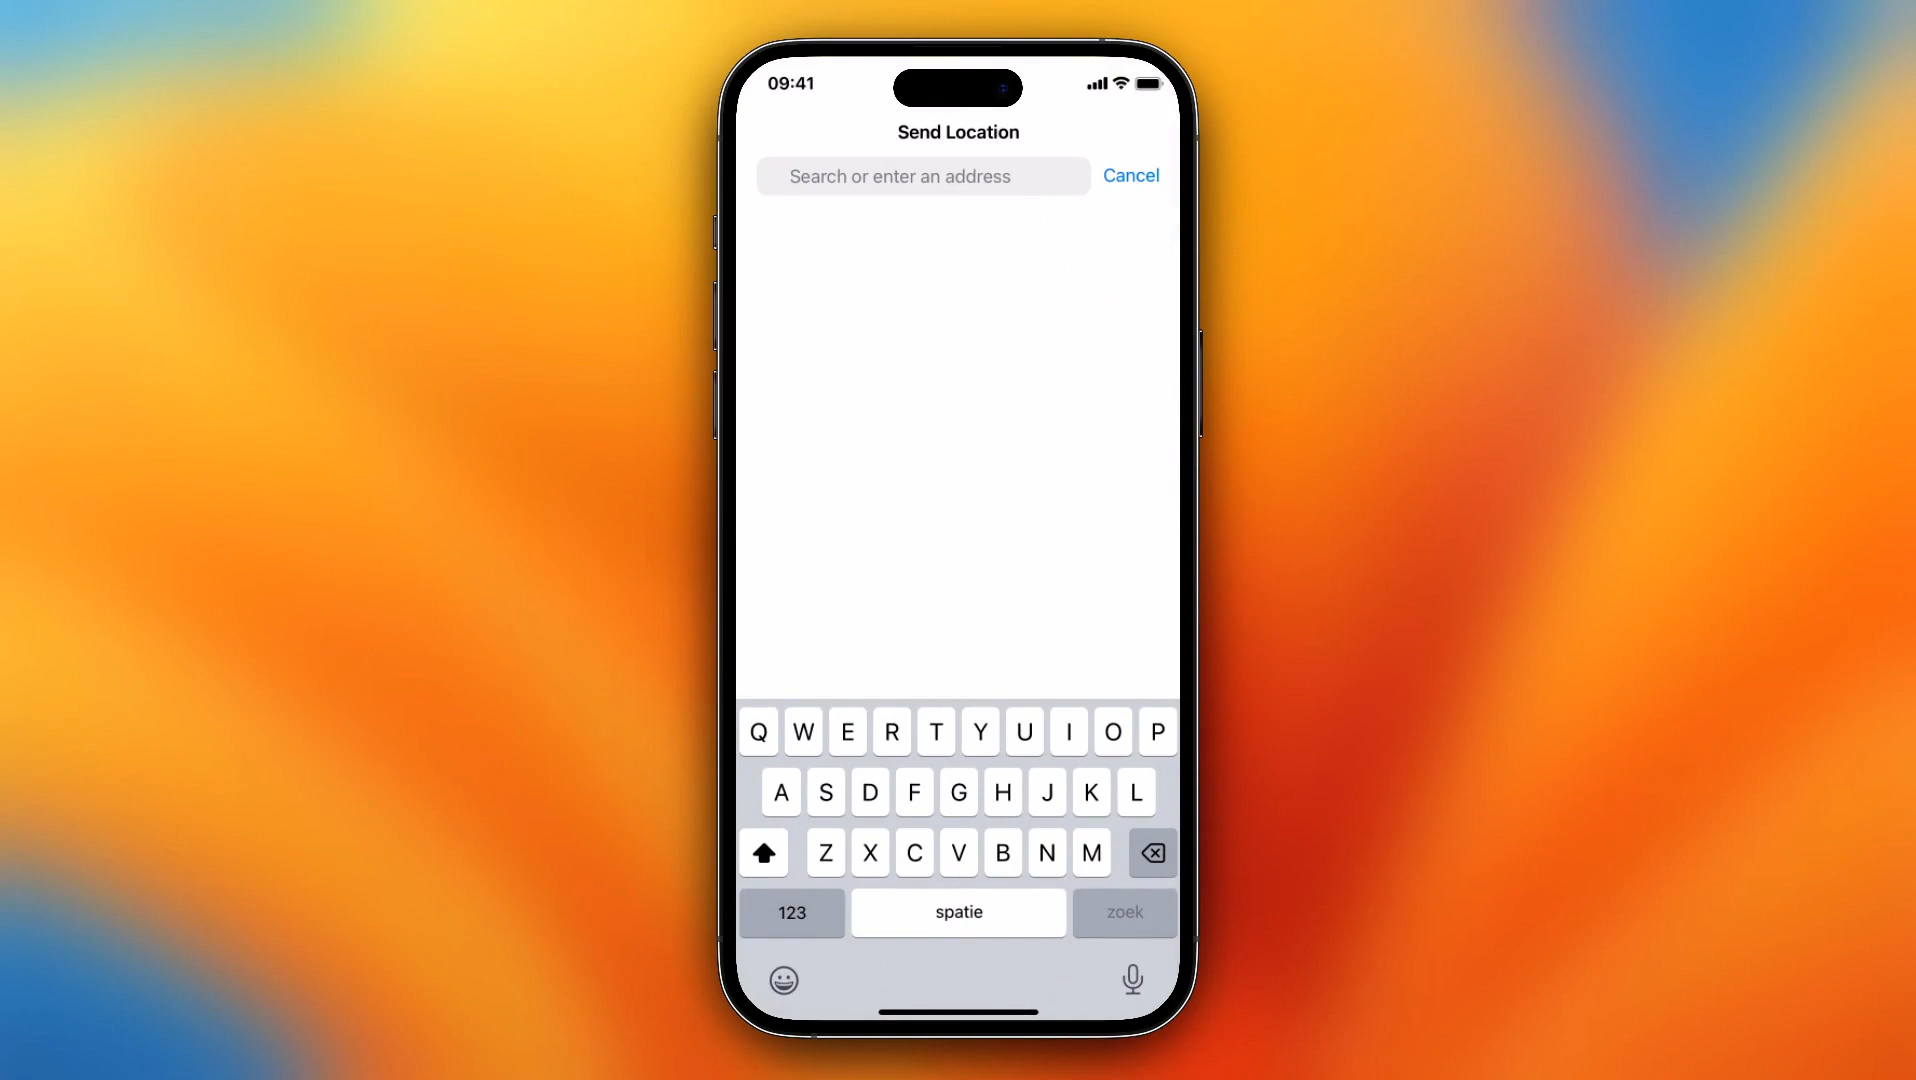 09:41
Send Location
Search or enter an address
Cancel
Q W E R T Y U I O P
A S D F G H J K L
Z X C V B N M
123 spatie zoek